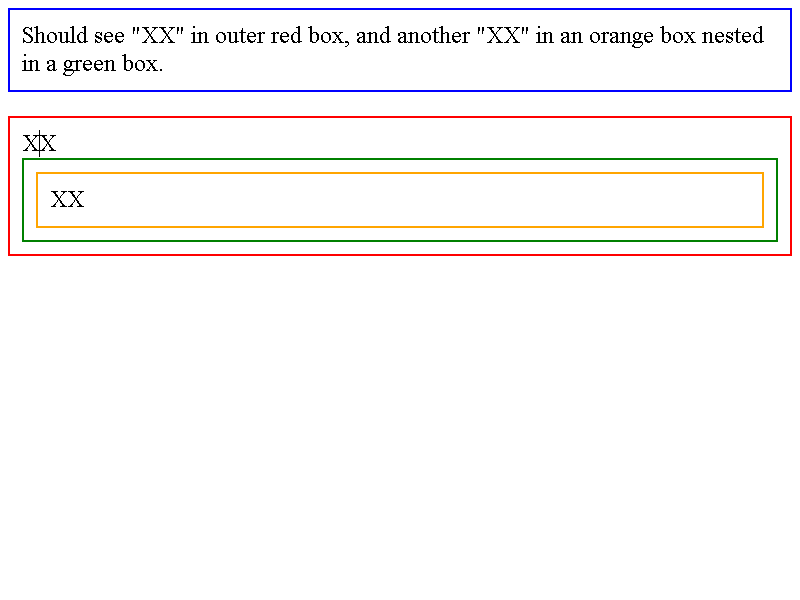 Should see "XX" in outer red box, and another "XX" in an orange box nested
in a green box.
XX
XX